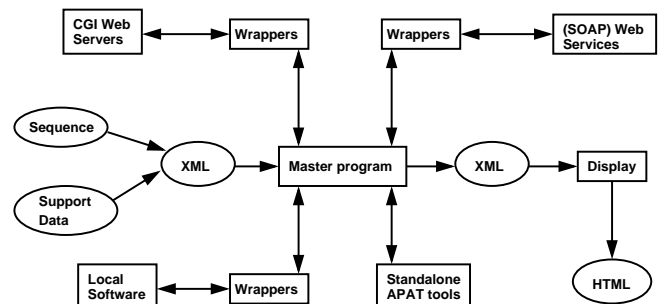 CGI Web
Servers
Wrappers
Wrappers
(SOAP) Web
Services
Sequence
XML
Master program
XML
Display
Support
Data
Local
Software
Wrappers
Standalone
APAT tools
HTML